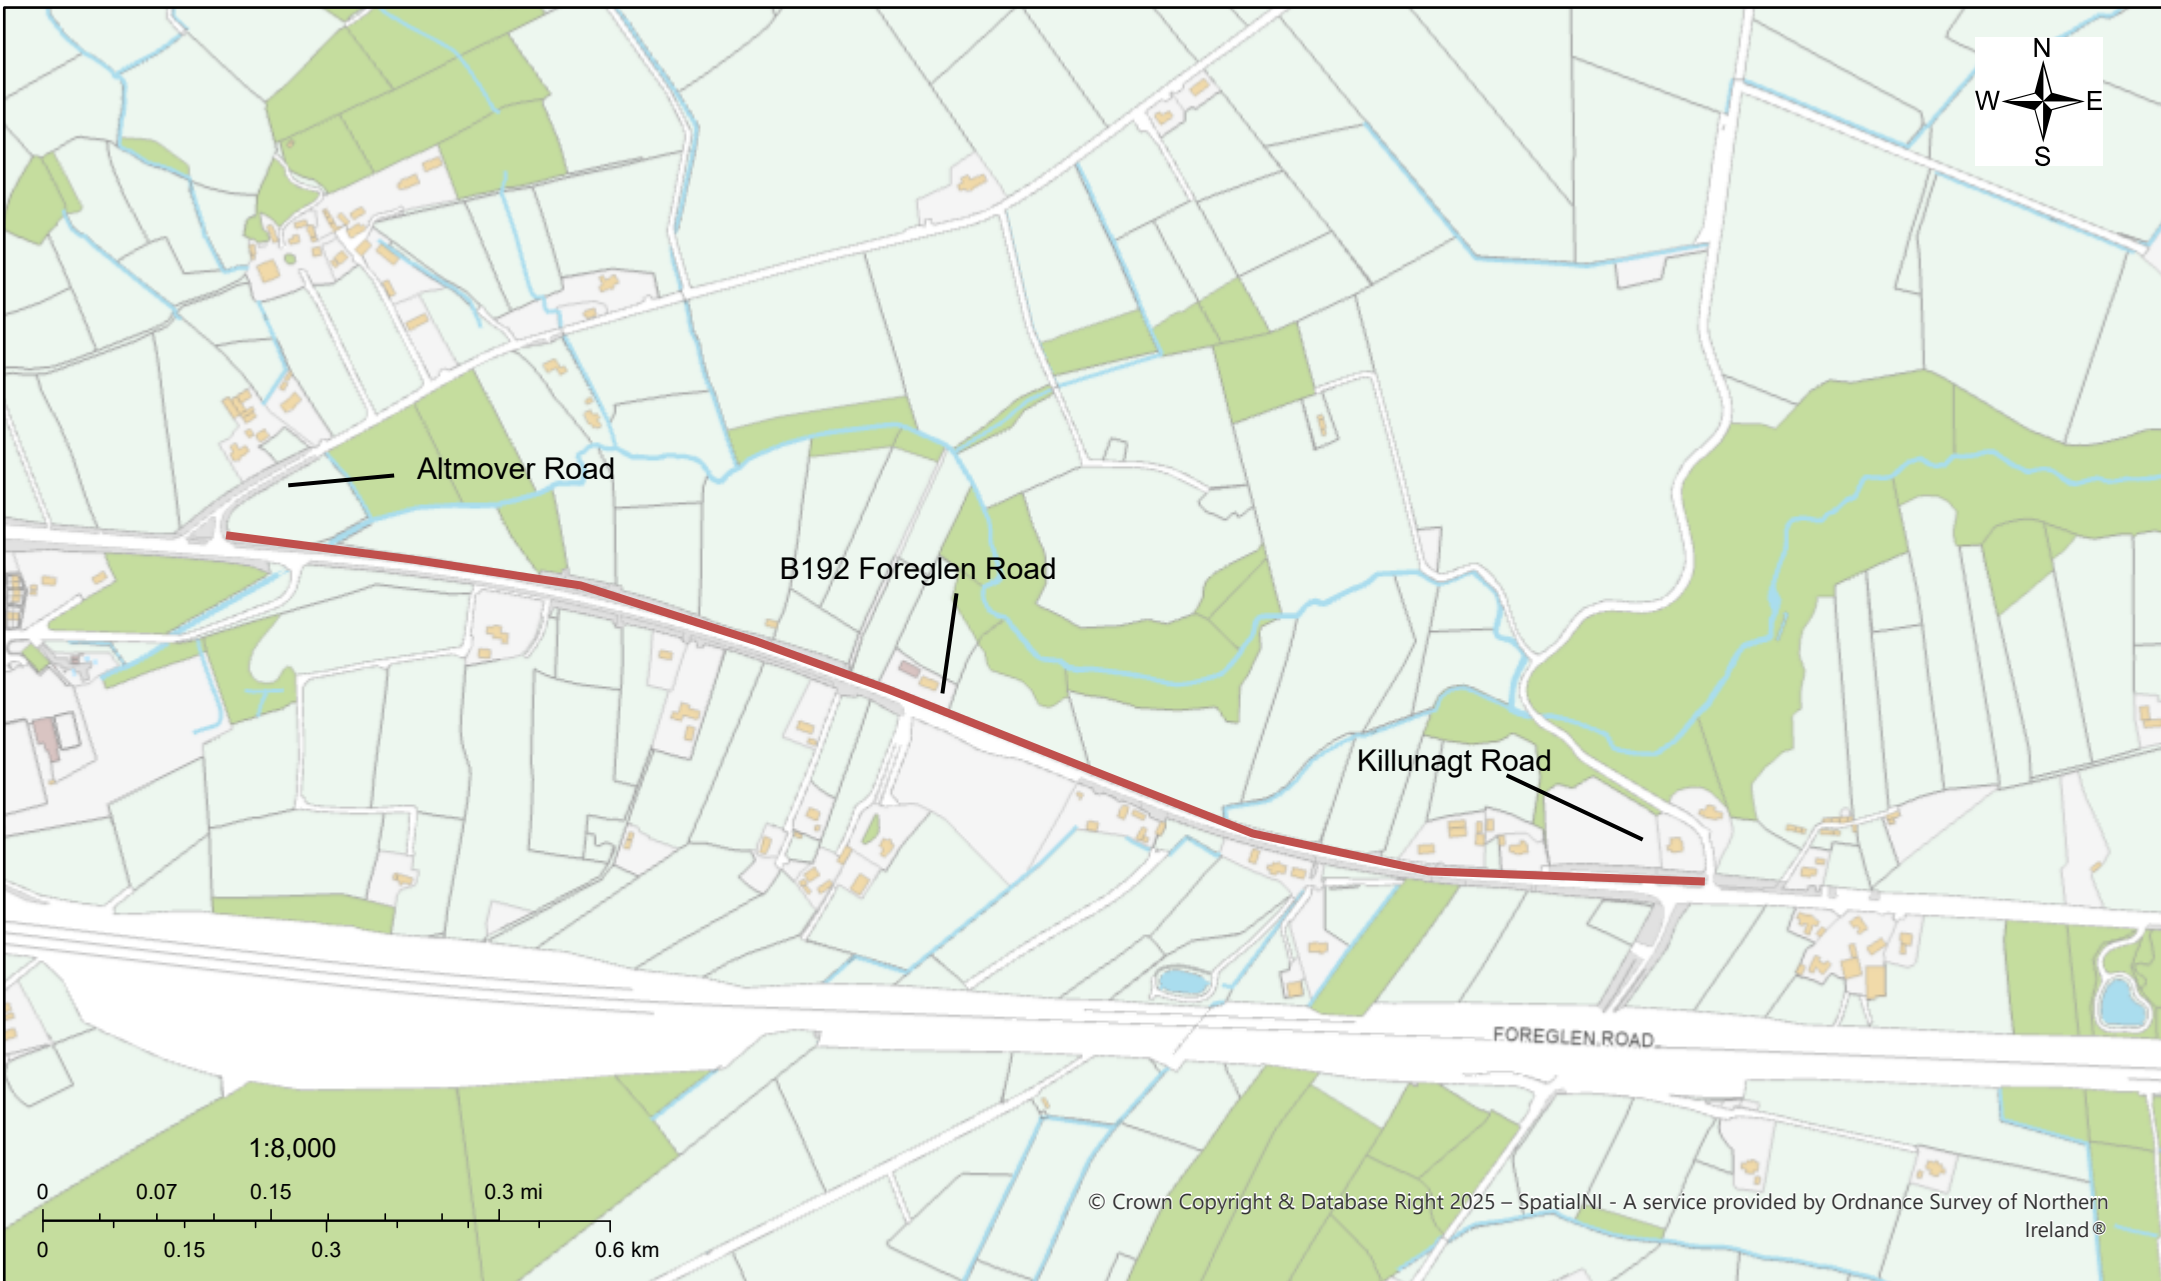 N
W E
S
Altmover Road
B192 Foreglen Road
Killunagt Road
FOREGLEN ROAD
1:8,000
0 0.07 0.15 0.3 mi
0 0.15 0.3 0.6 km
© Crown Copyright & Database Right 2025 – SpatialNI - A service provided by Ordnance Survey of Northern
Ireland®